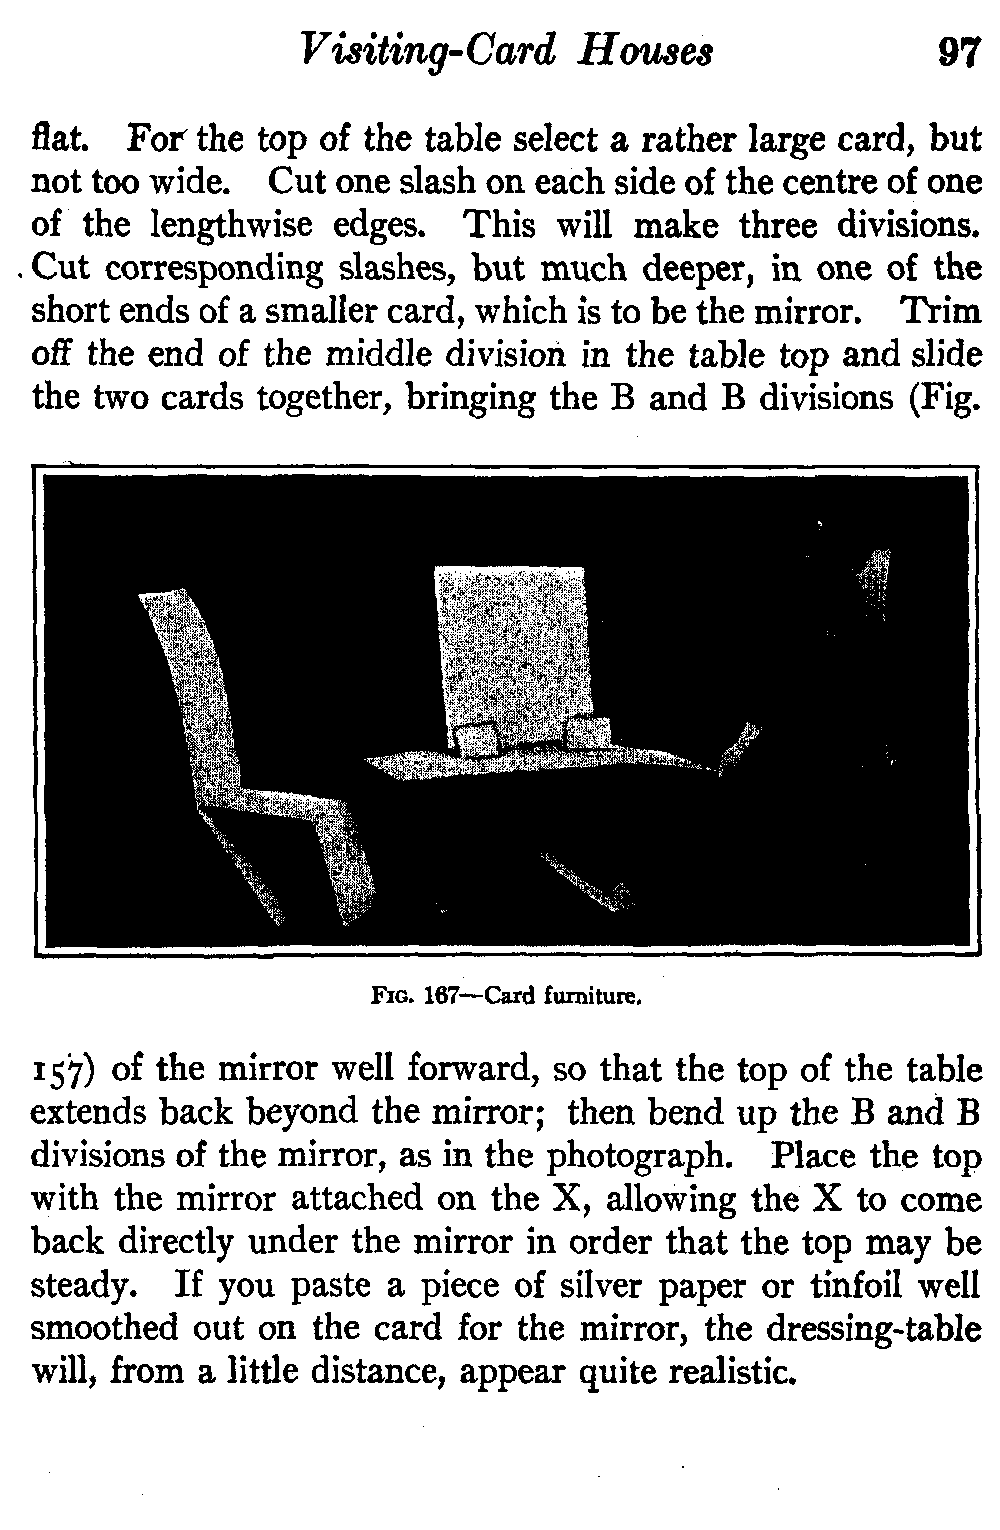 Visiting-Card Houses 97
flat. For the top of the table select a rather large card, but
not too wide. Cut one slash on each side of the centre of one
of the lengthwise edges. This will make three divisions.
Cut corresponding slashes, but much deeper, in one of the
short ends of a smaller card, which is to be the mirror. Trim
off the end of the middle division in the table top and slide
the two cards together, bringing the B and B divisions (Fig.
FIG. 167—Card furniture.
157) of the mirror well forward, so that the top of the table
extends back beyond the mirror; then bend up the B and B
divisions of the mirror, as in the photograph. Place the top
with the mirror attached on the X, allowing the X to come
back directly under the mirror in order that the top may be
steady. If you paste a piece of silver paper or tinfoil well
smoothed out on the card for the mirror, the dressing-table
will, from a little distance, appear quite realistic.